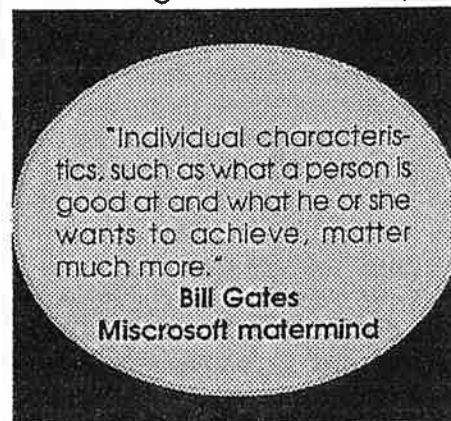 "Individual characteris-
tics, such as what a person is
good at and what he or she
wants to achieve, matter
much more."
Bill Gates
Miscrosoft matermind